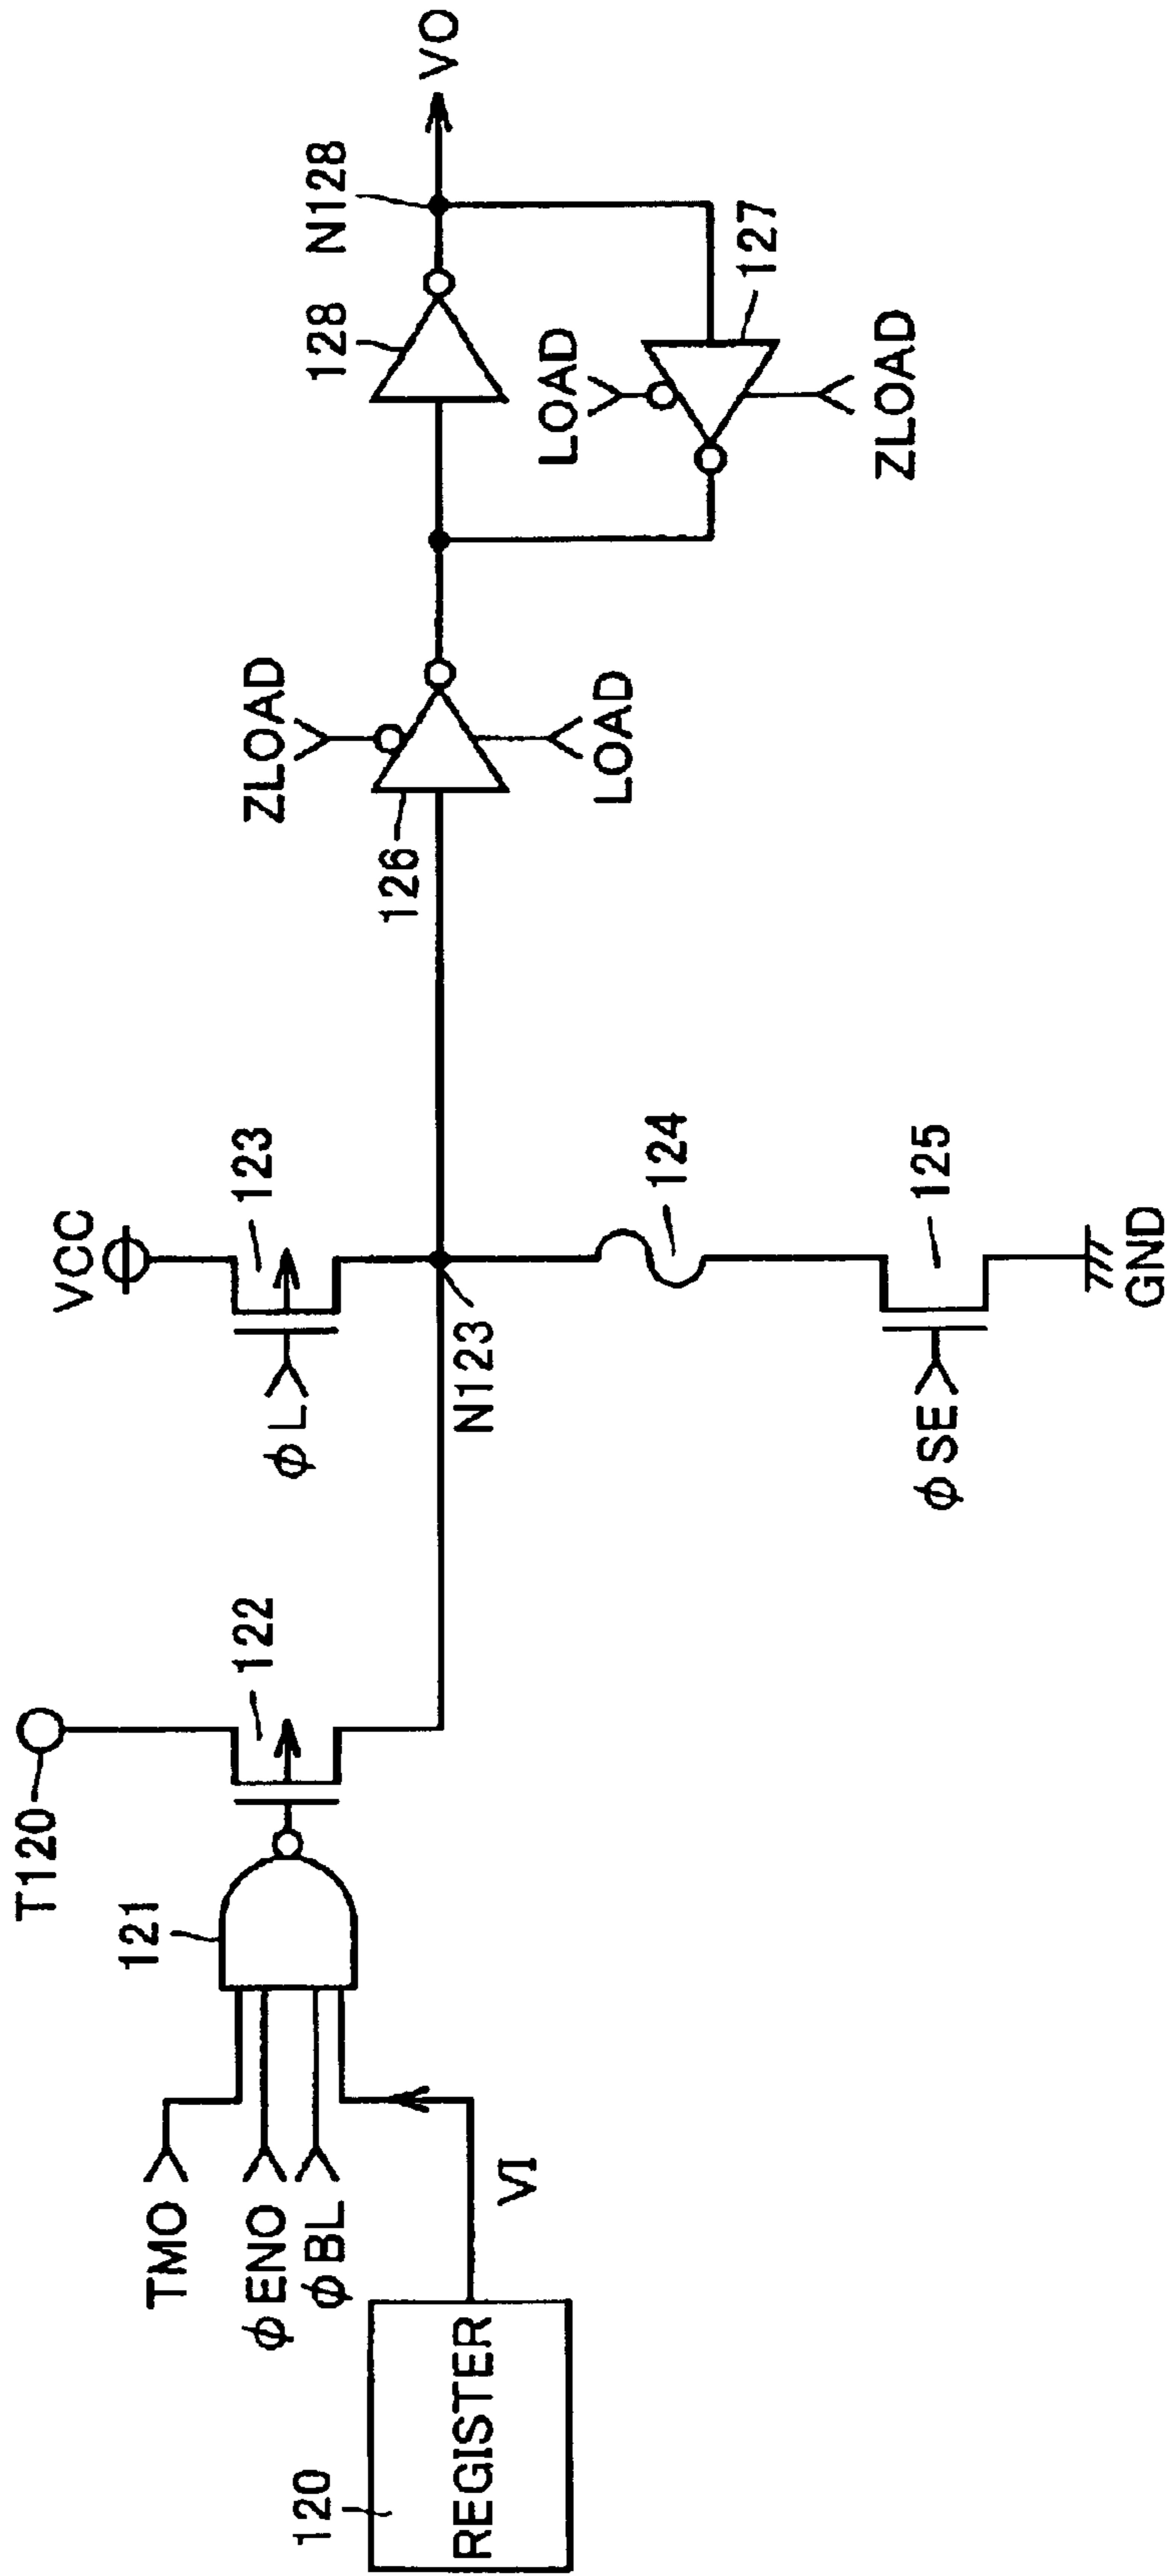 T120
VCC
122
123
ϕL
121
TMO
ϕENO
ϕBL
VI
120
REGISTER
N123
124
125
ϕSE
GND
126
ZLOAD
LOAD
128
N128
VO
LOAD
127
ZLOAD